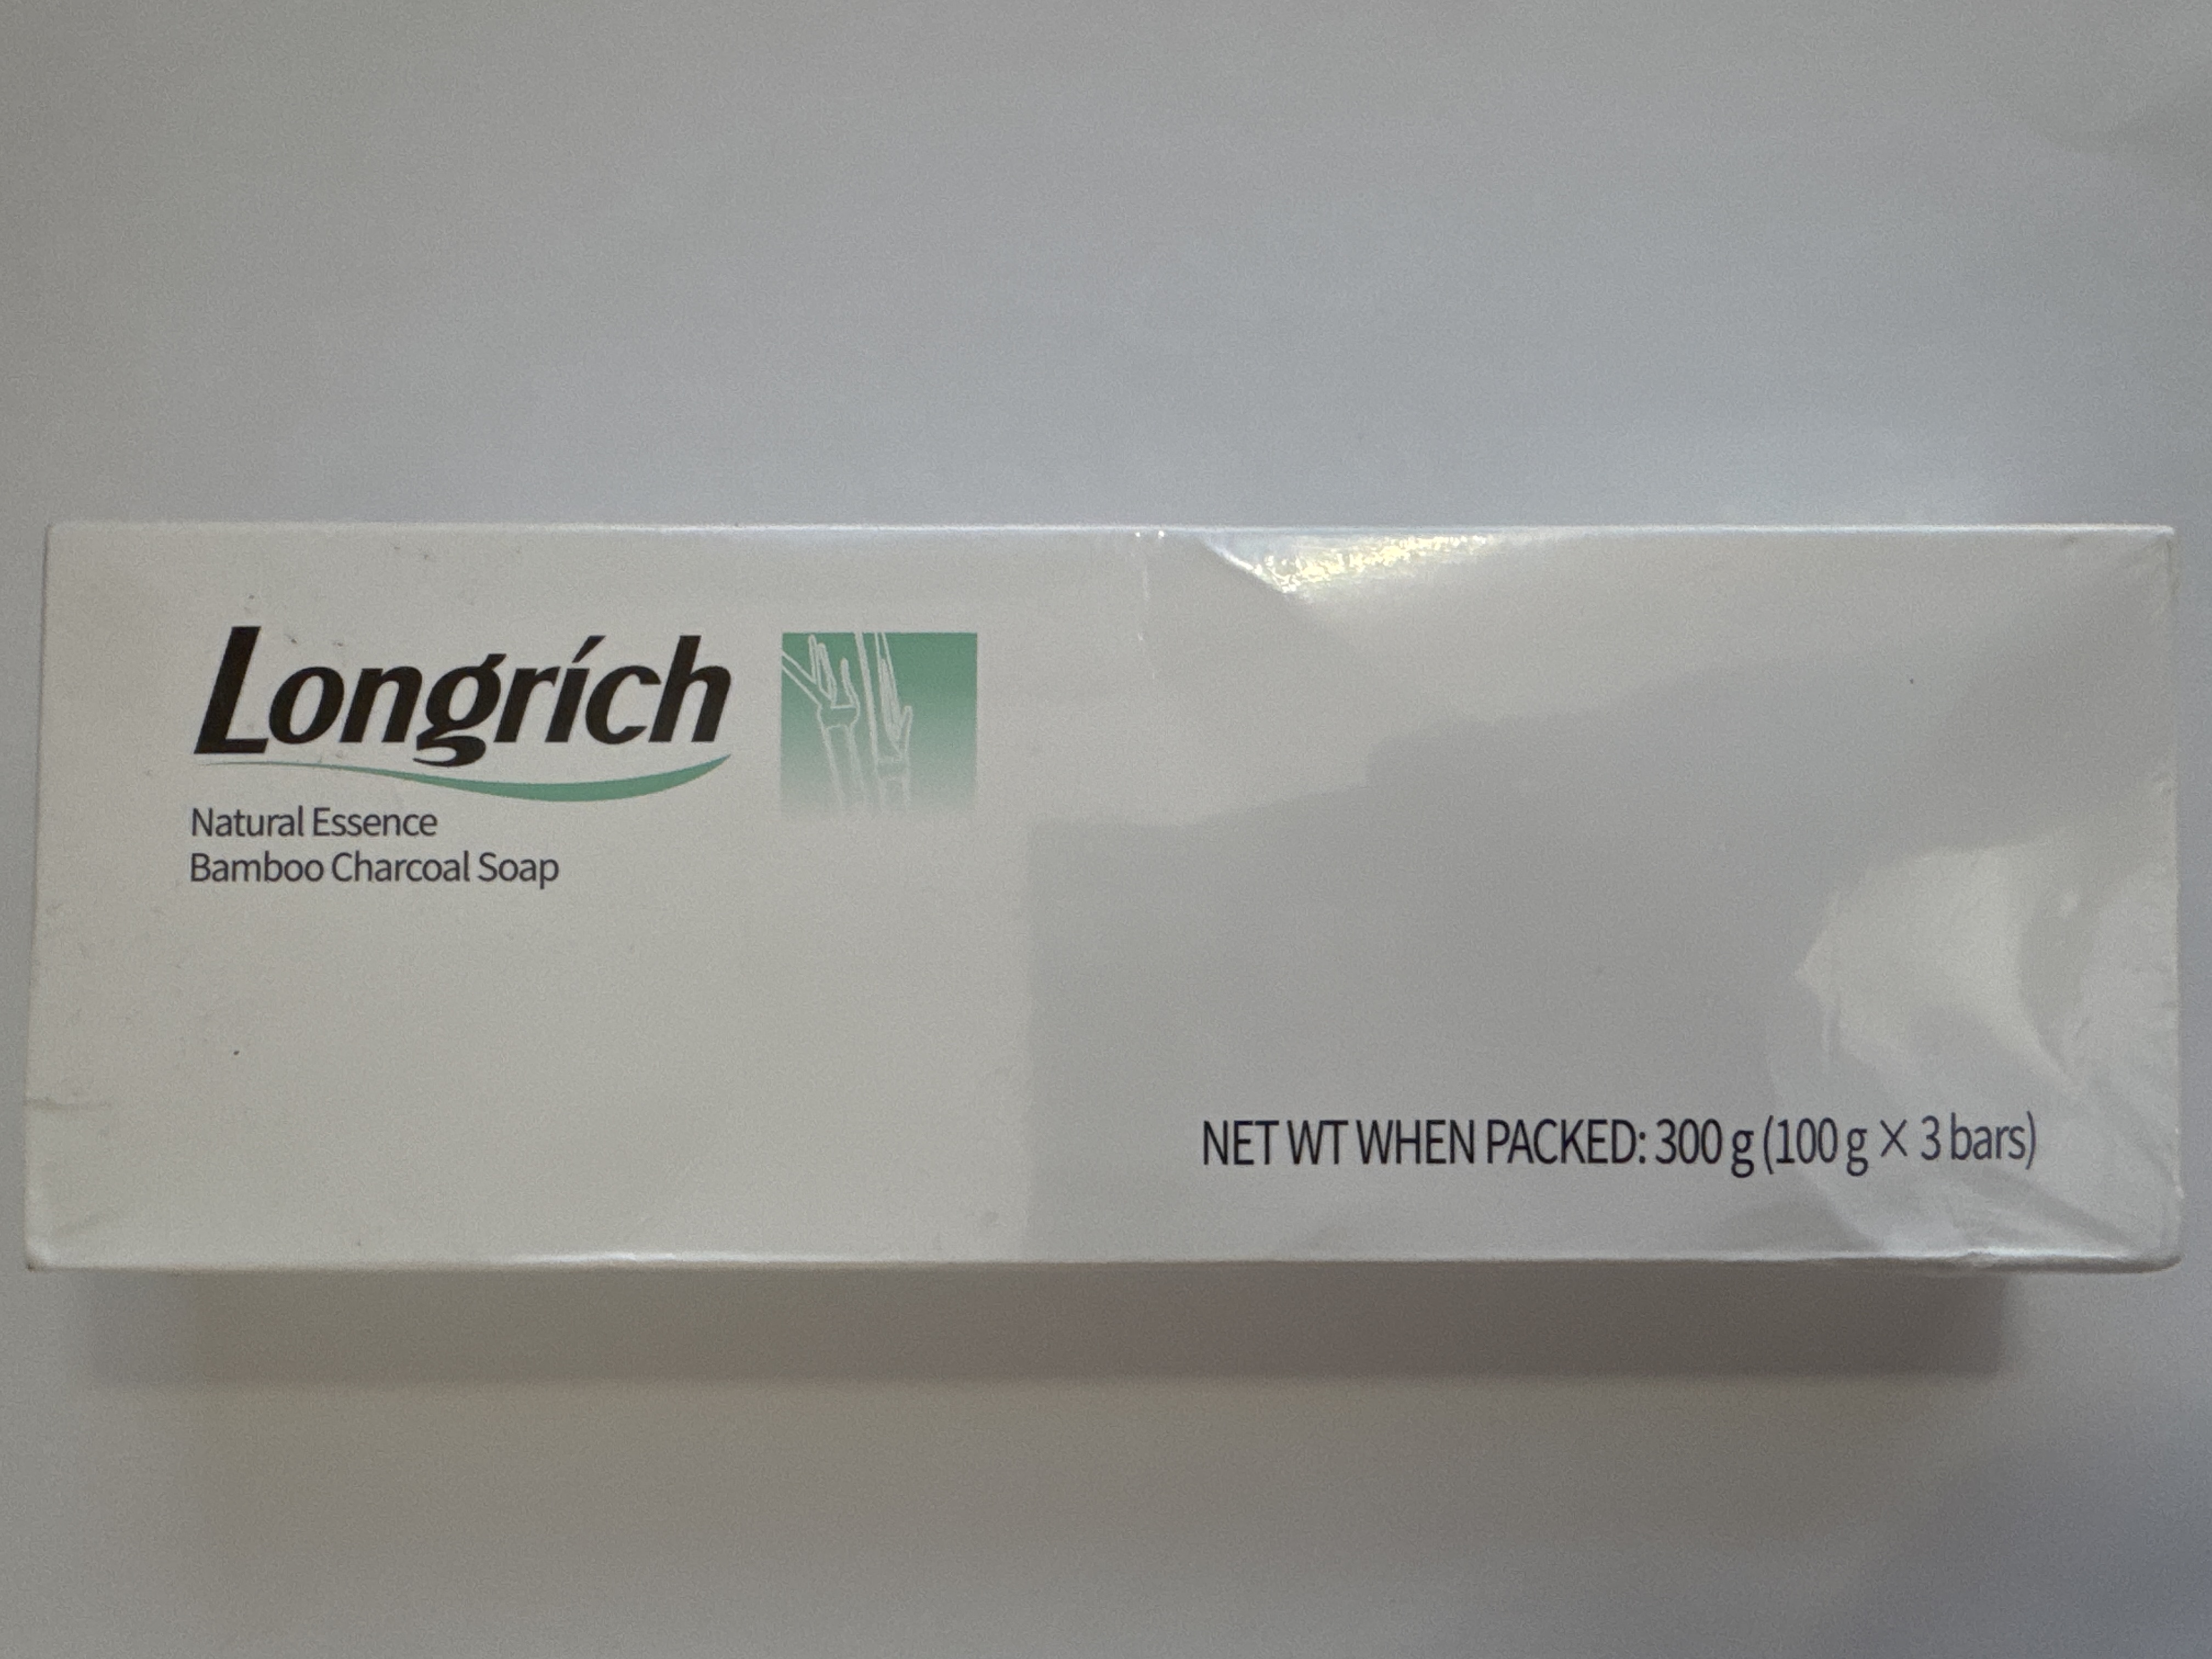 Longrích
Natural Essence
Bamboo Charcoal Soap
NET WT WHEN PACKED: 300 g (100 g × 3 bars)